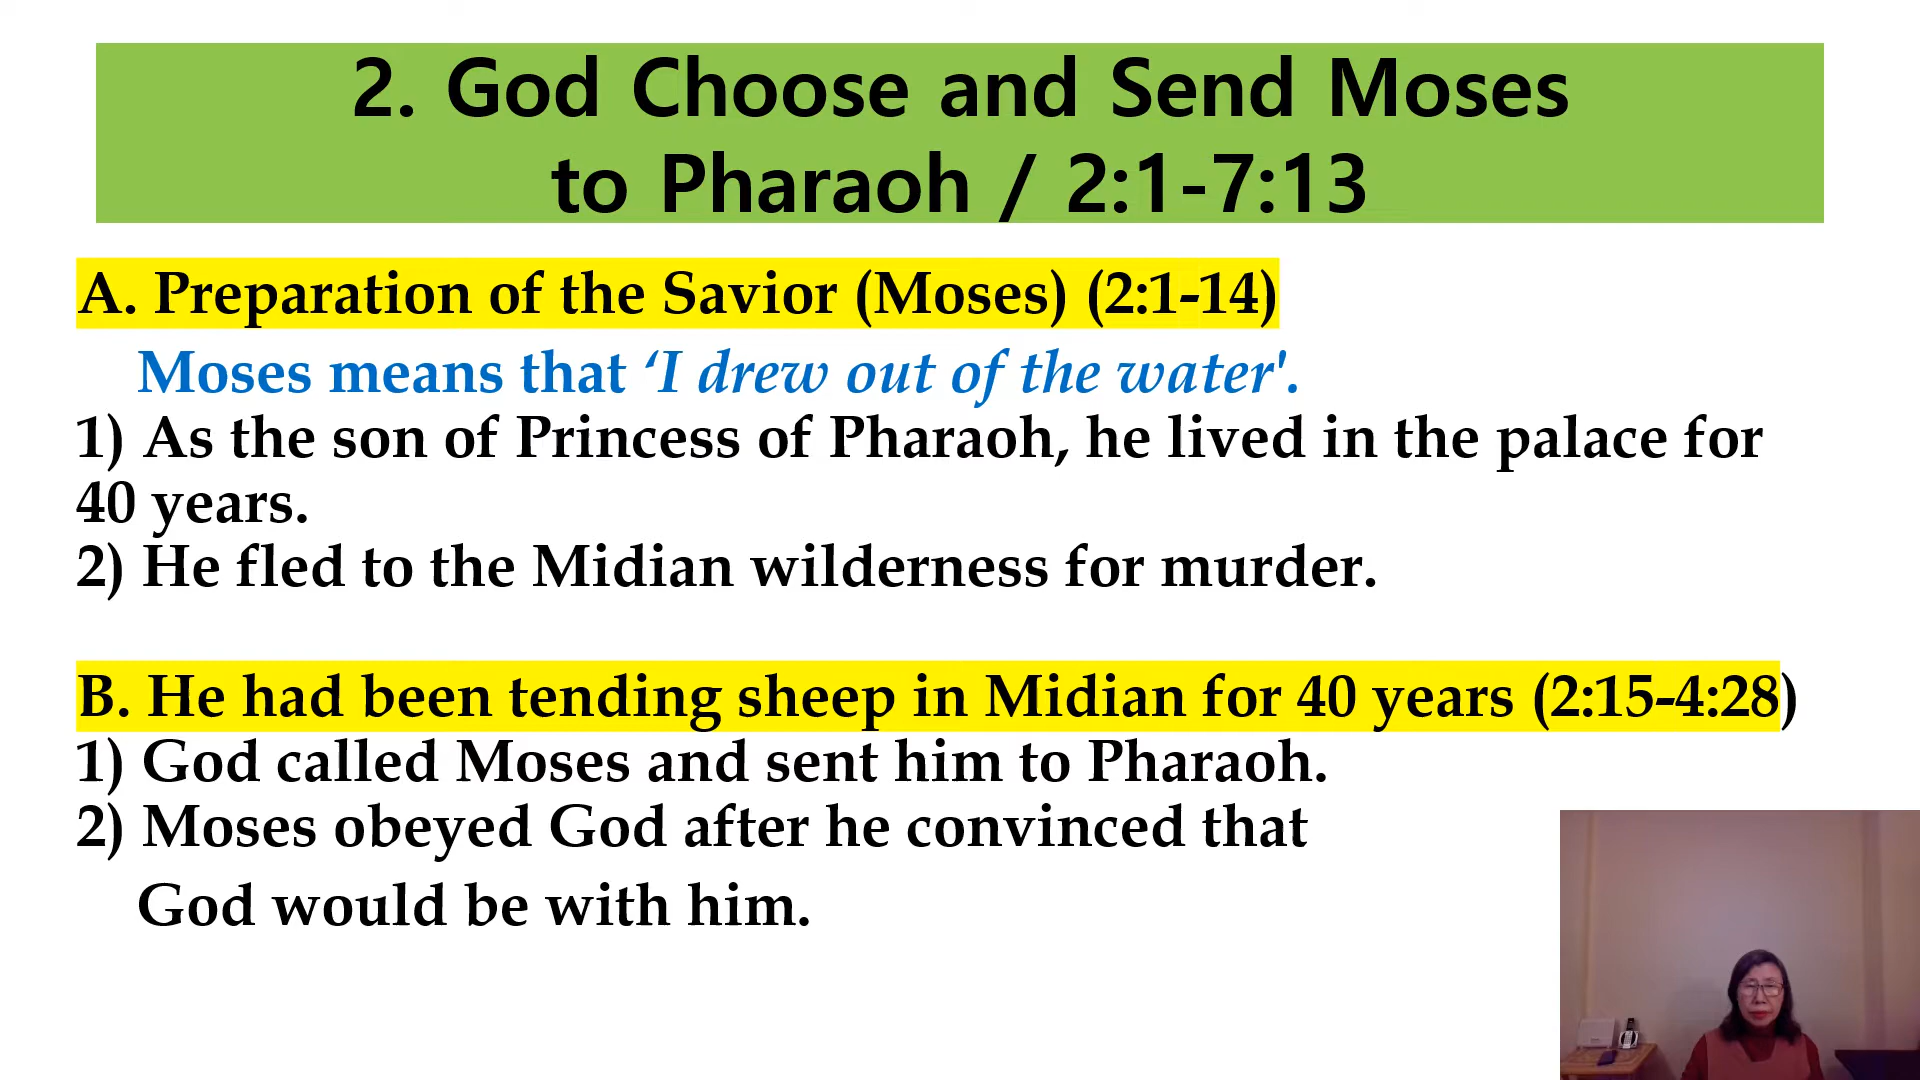 2. God Choose and Send Moses
to Pharaoh / 2:1-7:13
A. Preparation of the Savior (Moses) (2:1-14)
Moses means that ‘I drew out of the water'.
1) As the son of Princess of Pharaoh, he lived in the palace for
40 years.
2) He fled to the Midian wilderness for murder.
B. He had been tending sheep in Midian for 40 years (2:15-4:28)
1) God called Moses and sent him to Pharaoh.
2) Moses obeyed God after he convinced that
God would be with him.